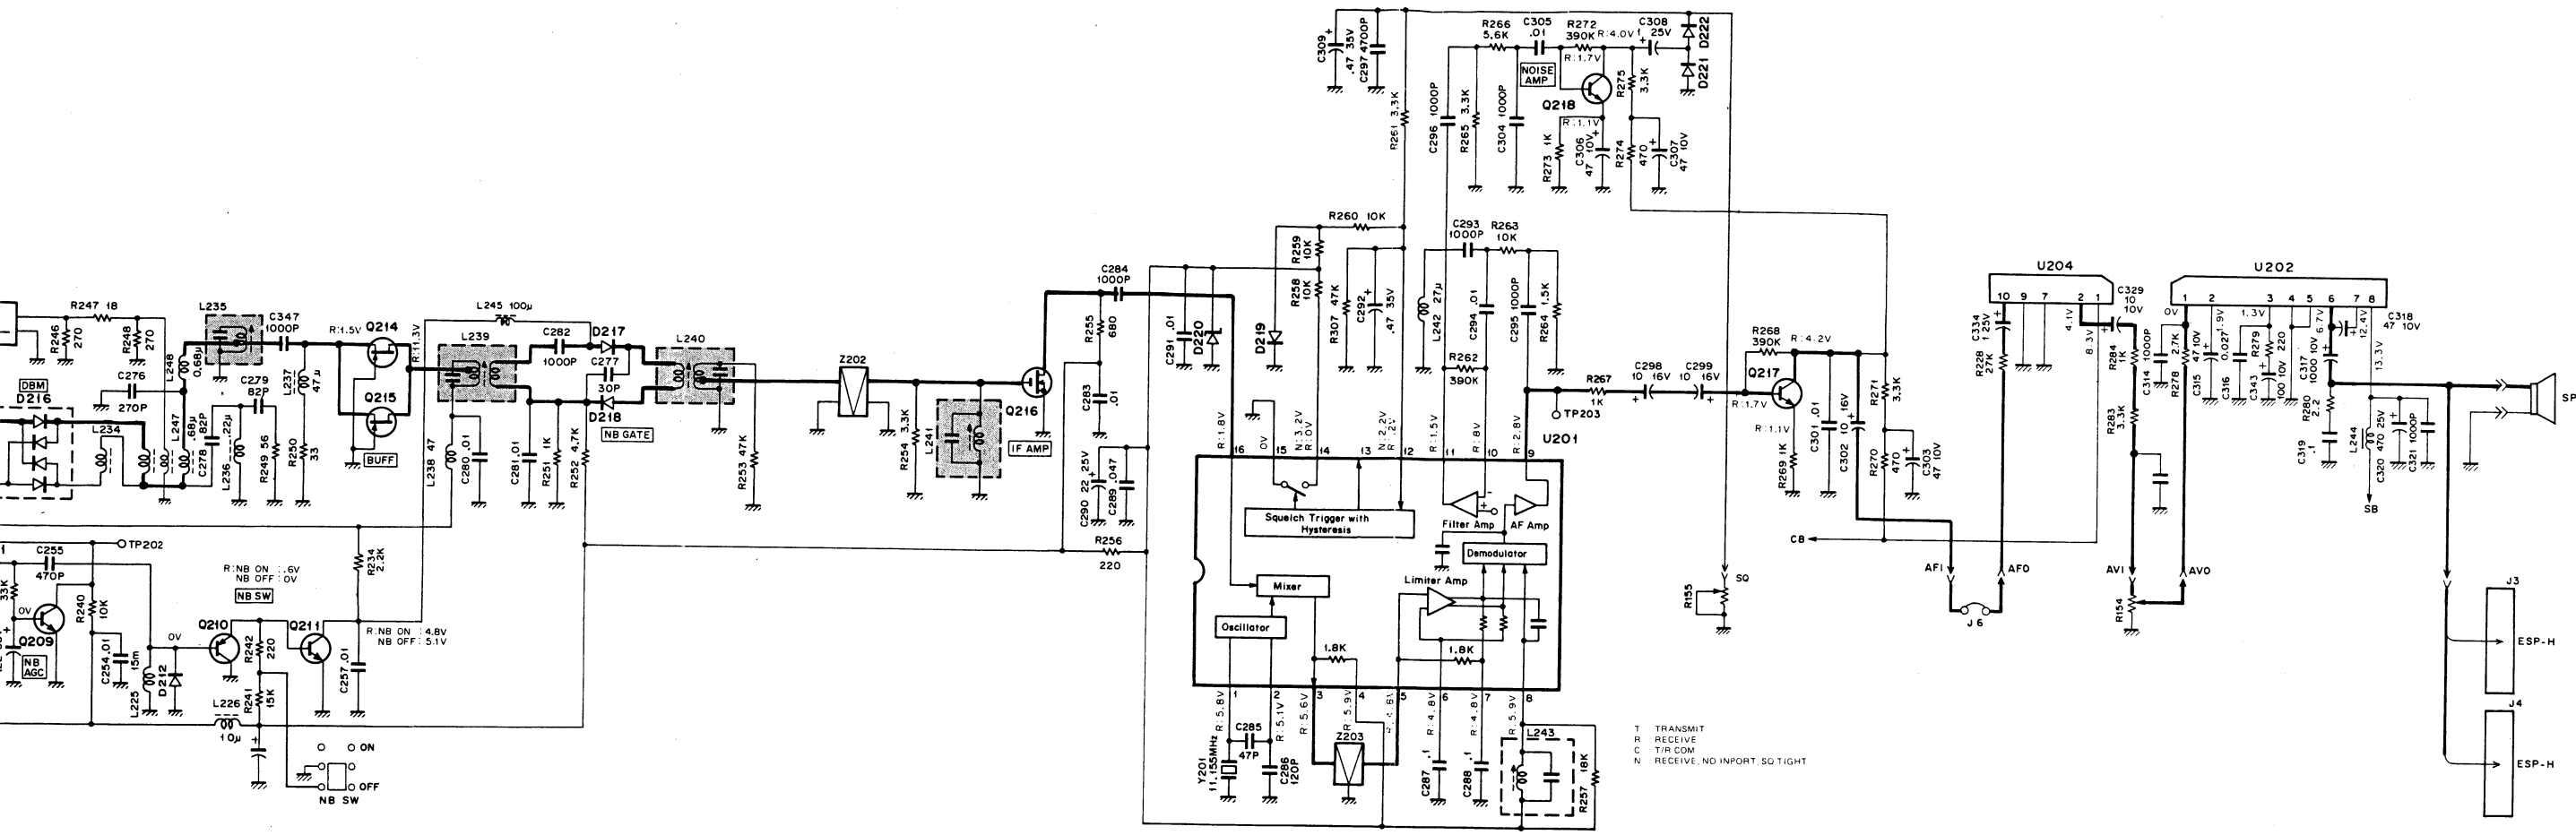 R247 18
R246 270
R248 270
C276
270P
DBM
D216
L234
L248
0.68μ
L247
.68μ
C278 82P
L235
C347
1000P
C279
82P
L236 .22μ
R249 56
L237
47μ
R250
33
R:1.5V
Q214
Q215
BUFF
R:11.3V
L245 100μ
L239
L238 47
C280 .01
C282
1000P
D217
C277
30P
D218
NB GATE
C281 .01
R251 1K
R252 4.7K
L240
R253 47K
Z202
R254 3.3K
L241
Q216
IF AMP
C284
1000P
R255
680
C283
.01
C290 22 25V
C289 .047
R256
220
TP202
C255
470P
33K
0V
Q209
NB
AGC
R240
10K
C254 .01
15m
L225
D212
0V
R:NB ON :.6V
NB OFF:0V
NB SW
Q210
R242
220
R241
15K
Q211
L226
10μ
R234
2.2K
R:NB ON :4.8V
NB OFF:5.1V
C257 .01
ON
OFF
NB SW
C309
.47 35V
C297 4700P
R261 3.3K
R260 10K
R259
10K
R258
10K
C291 .01
D220
D219
R307 47K
C292
.47 35V
C296 1000P
R265 3.3K
R266
5.6K
C304 1000P
C305
.01
NOISE
AMP
R272
390K
R:4.0V
R:1.7V
Q218
R:1.1V
R273 1K
C306
47 10V
R275
3.3K
R274
470
C307
47 10V
C308
1 25V
D222
D221
C293
1000P
R263
10K
L242 27μ
C294 .01
C295 1000P
R264 1.5K
R262
390K
R:1.8V
0V
N:3.2V
R:0V
N:2.2V
R:.2V
R:1.5V
R:.8V
R:2.8V
16
15
14
13
12
11
10
9
U201
Squelch Trigger with
Hysteresis
Filter Amp
AF Amp
Demodulator
Limiter Amp
Mixer
Oscillator
1.8K
1.8K
1
2
3
4
5
6
7
8
R:5.8V
R:5.1V
R:5.6V
R:5.9V
R:4.8V
R:4.8V
R:5.9V
Y201
11.155MHz
C285
47P
C286
120P
Z203
C287 .1
C288 .1
L243
R257 18K
TP203
R267
1K
C298
10 16V
C299
10 16V
R:1.7V
R268
390K
R:4.2V
Q217
R:1.1V
R269 1K
C301 .01
C302 10 16V
R271
3.3K
R270
470
C303
47 10V
C8
SQ
R155
T TRANSMIT
R RECEIVE
C T/R COM
N RECEIVE, NO INPORT, SQ TIGHT
AFI
AFO
J6
U204
10
9
7
2
1
C334
1 25V
R228
27K
4.1V
8.3V
C329
10
10V
R284
1K
R283
3.3K
AVI
AVO
R154
U202
1
2
3
4
5
6
7
8
0V
1.9V
1.3V
6.7V
12.4V
13.3V
C314 1000P
R278 2.7K
C315 47 10V
C316 0.027
C343 100 10V
R279
220
C317
1000 10V
C318
47 10V
R280
2.2
C319
.1
L244
C320 470 25V
C321 1000P
SB
SP
J3
ESP-H
J4
ESP-H